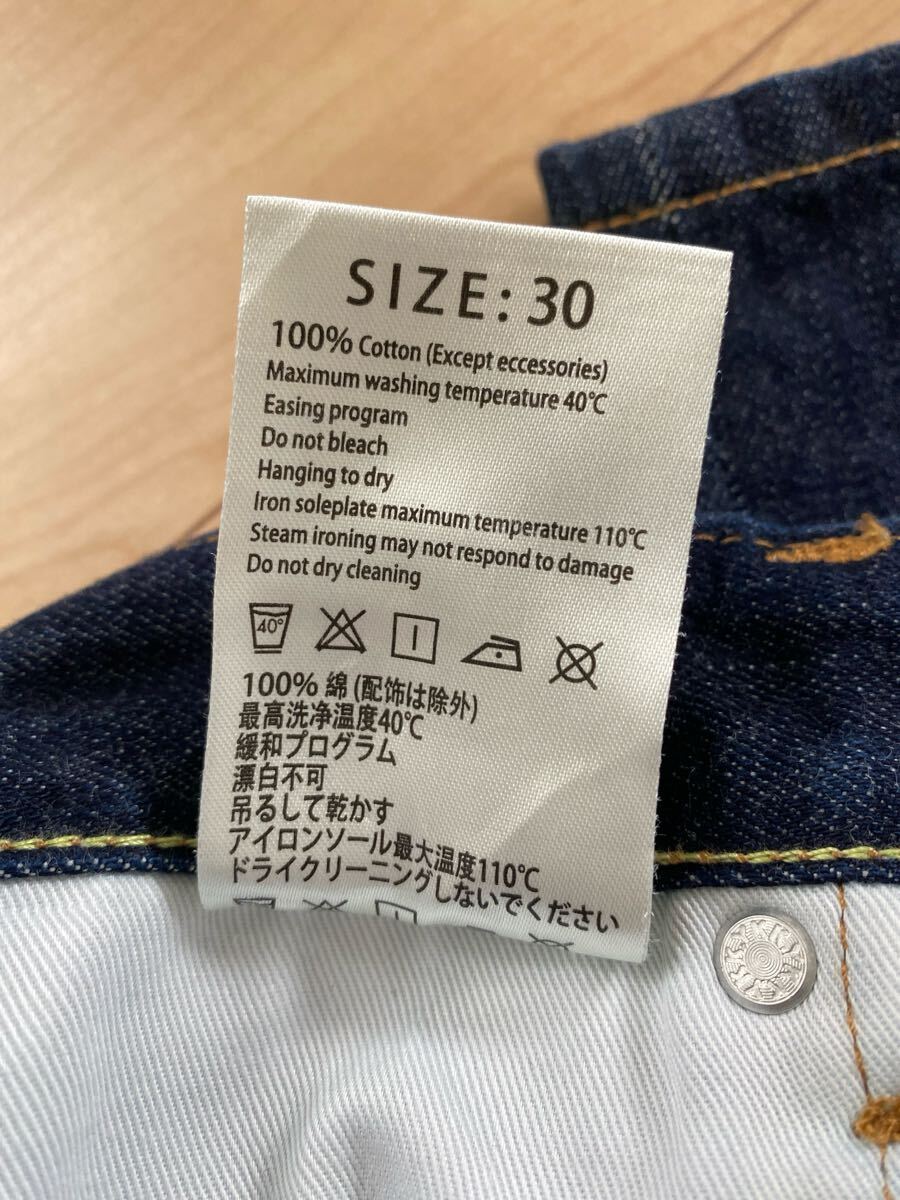 SIZE: 30
100% Cotton (Except eccessories)
Maximum washing temperature 40℃
Easing program
Do not bleach
Hanging to dry
Iron soleplate maximum temperature 110℃
Steam ironing may not respond to damage
Do not dry cleaning
40°
100% 綿 (配饰は除外)
最高洗浄温度40℃
緩和プログラム
漂白不可
吊るして乾かす
アイロンソール最大温度110℃
ドライクリーニングしないでください